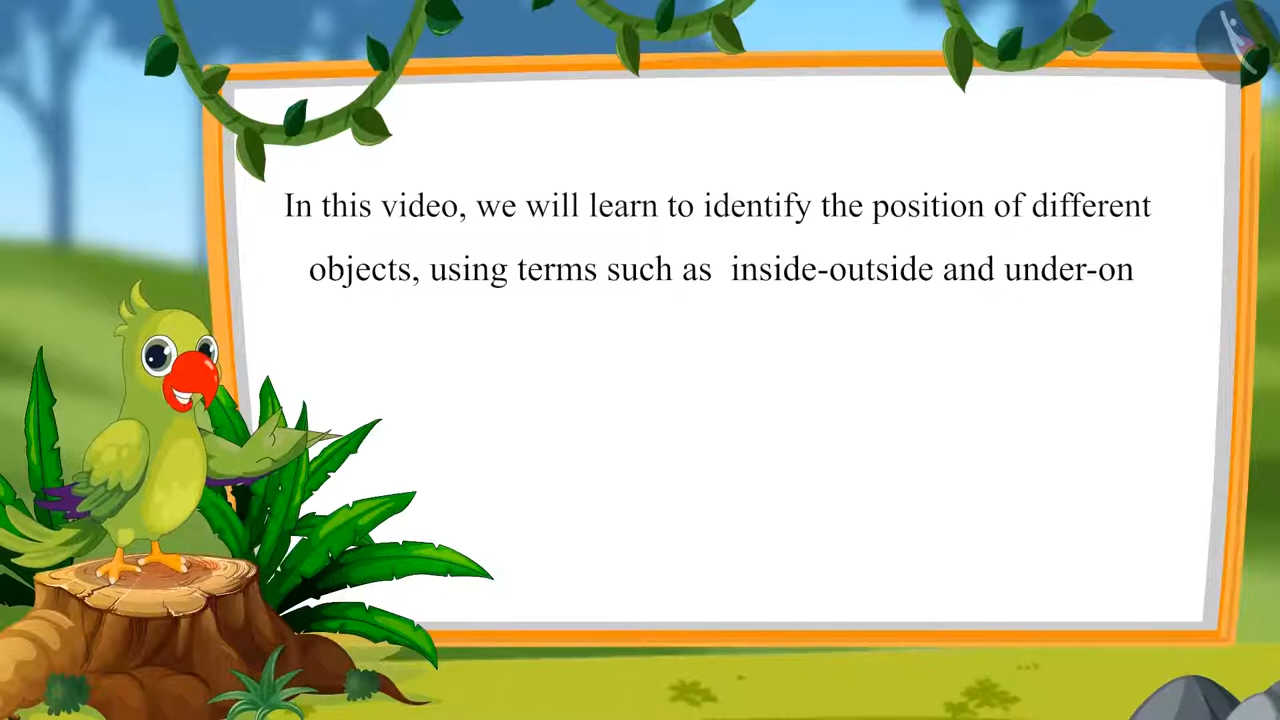 In this video, we will learn to identify the position of different
objects, using terms such as  inside-outside and under-on